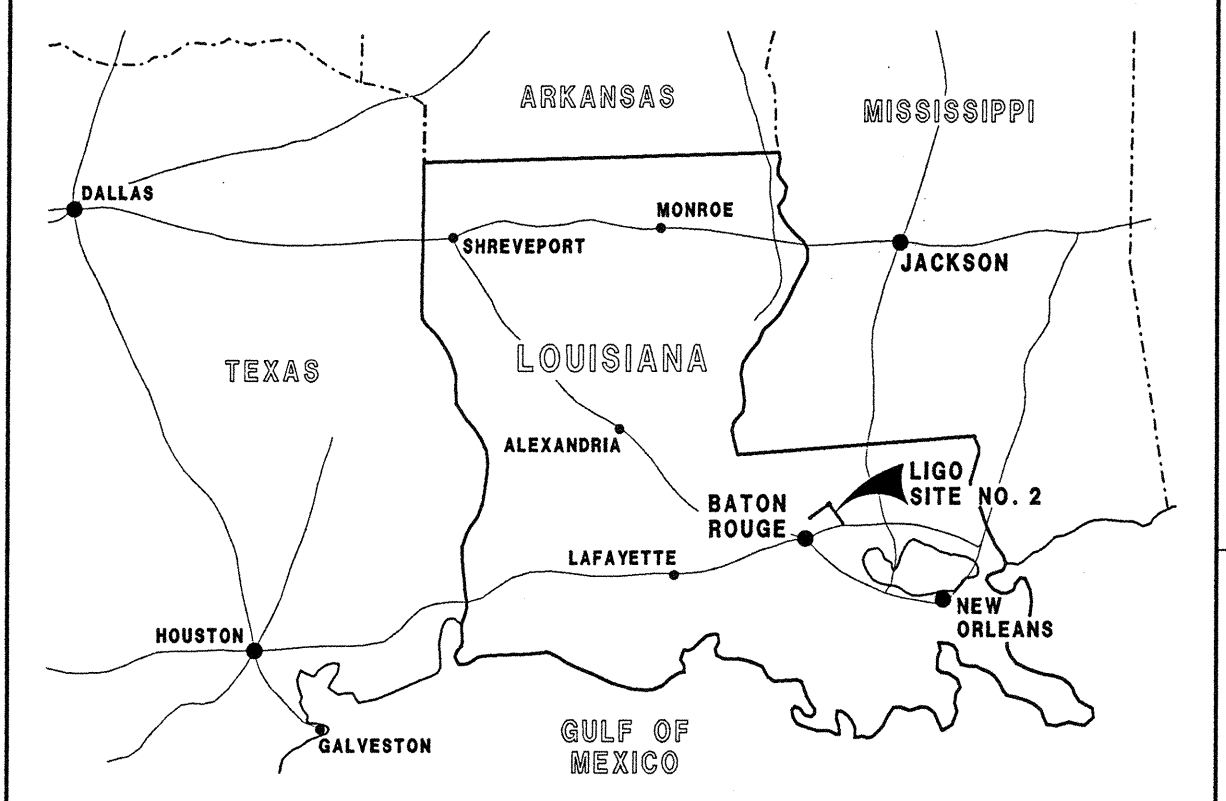 ARKANSAS
MISSISSIPPI
DALLAS
MONROE
SHREVEPORT
JACKSON
TEXAS
LOUISIANA
ALEXANDRIA
LIGO
SITE NO. 2
BATON
ROUGE
LAFAYETTE
NEW
ORLEANS
HOUSTON
GALVESTON
GULF OF
MEXICO